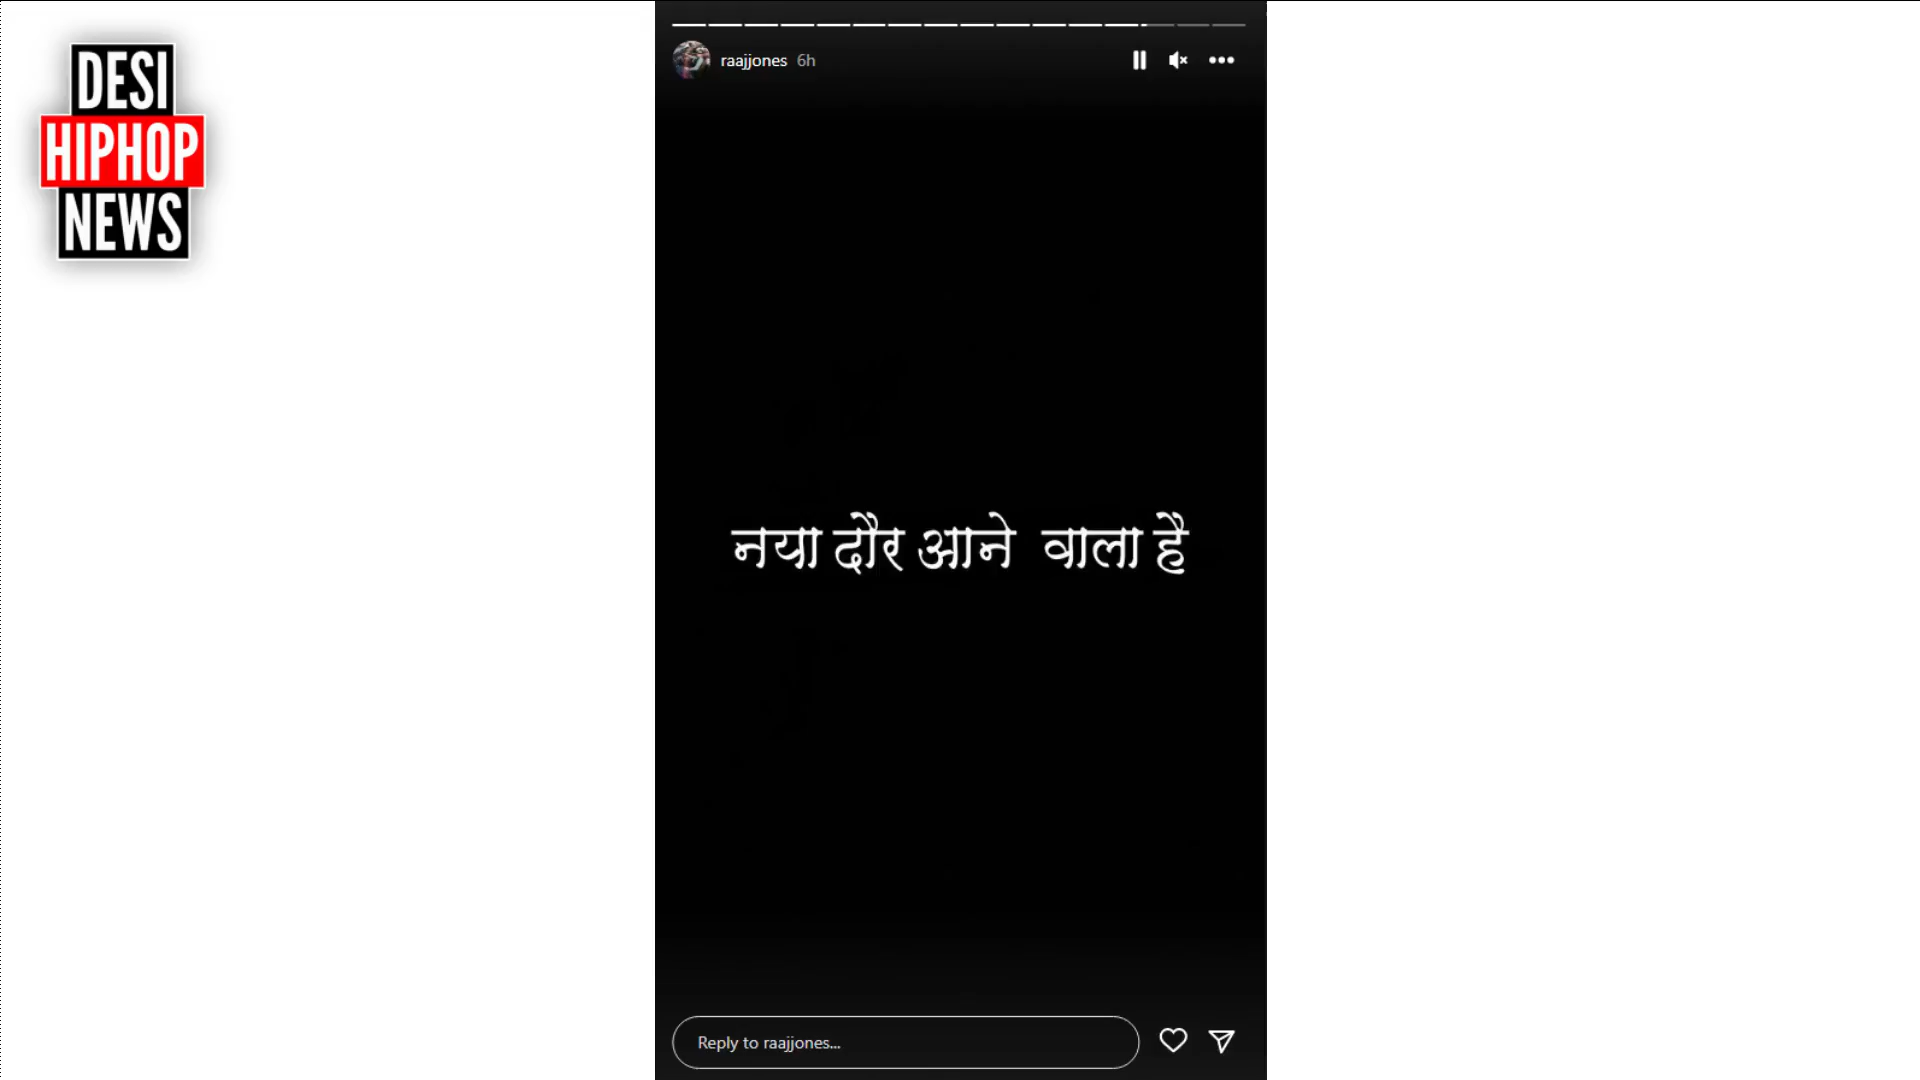 DESI
HIPHOP
NEWS
raajjones 6h
नया दौर आने वाला है
Reply to raajjones...